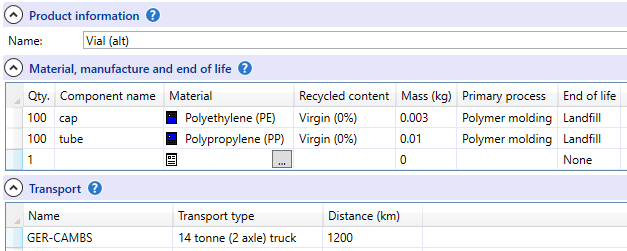 Product information ?
Name: Vial (alt)
Material, manufacture and end of life ?
Qty. Component name Material Recycled content Mass (kg) Primary process End of life
100 cap Polyethylene (PE) Virgin (0%) 0.003 Polymer molding Landfill
100 tube Polypropylene (PP) Virgin (0%) 0.01 Polymer molding Landfill
1 ... 0 None
Transport ?
Name Transport type Distance (km)
GER-CAMBS 14 tonne (2 axle) truck 1200